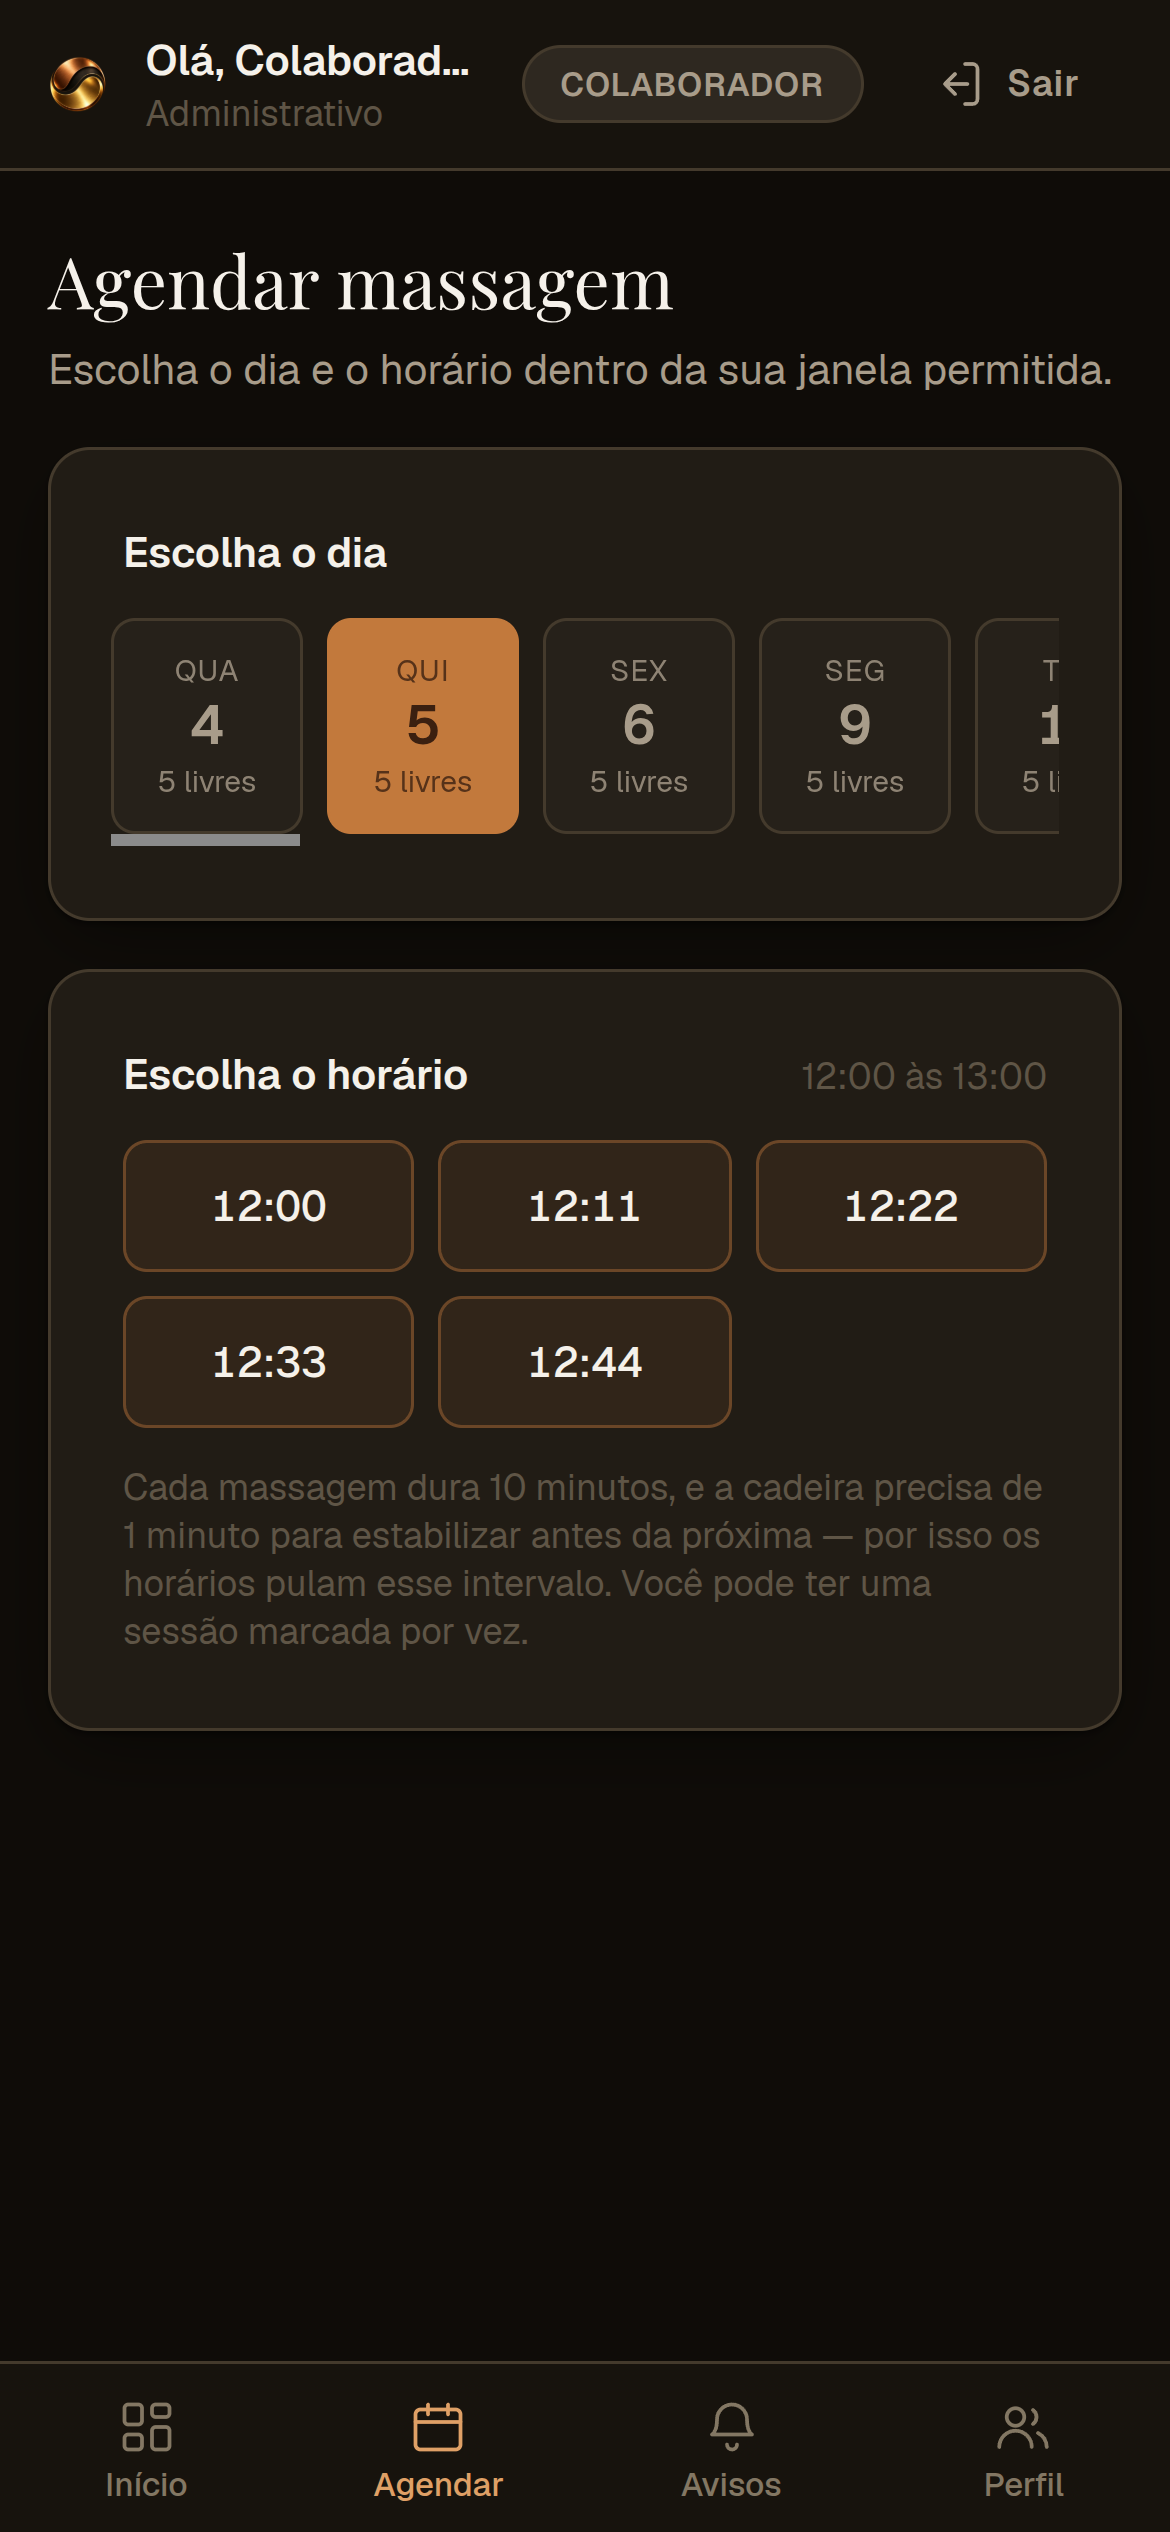 Olá, Colaborad...
Administrativo
COLABORADOR
Sair
Agendar massagem
Escolha o dia e o horário dentro da sua janela permitida.
Escolha o dia
QUA
4
5 livres
QUI
5
5 livres
SEX
6
5 livres
SEG
9
5 livres
Escolha o horário
12:00 às 13:00
12:00
12:11
12:22
12:33
12:44
Cada massagem dura 10 minutos, e a cadeira precisa de
1 minuto para estabilizar antes da próxima — por isso os
horários pulam esse intervalo. Você pode ter uma
sessão marcada por vez.
Início
Agendar
Avisos
Perfil